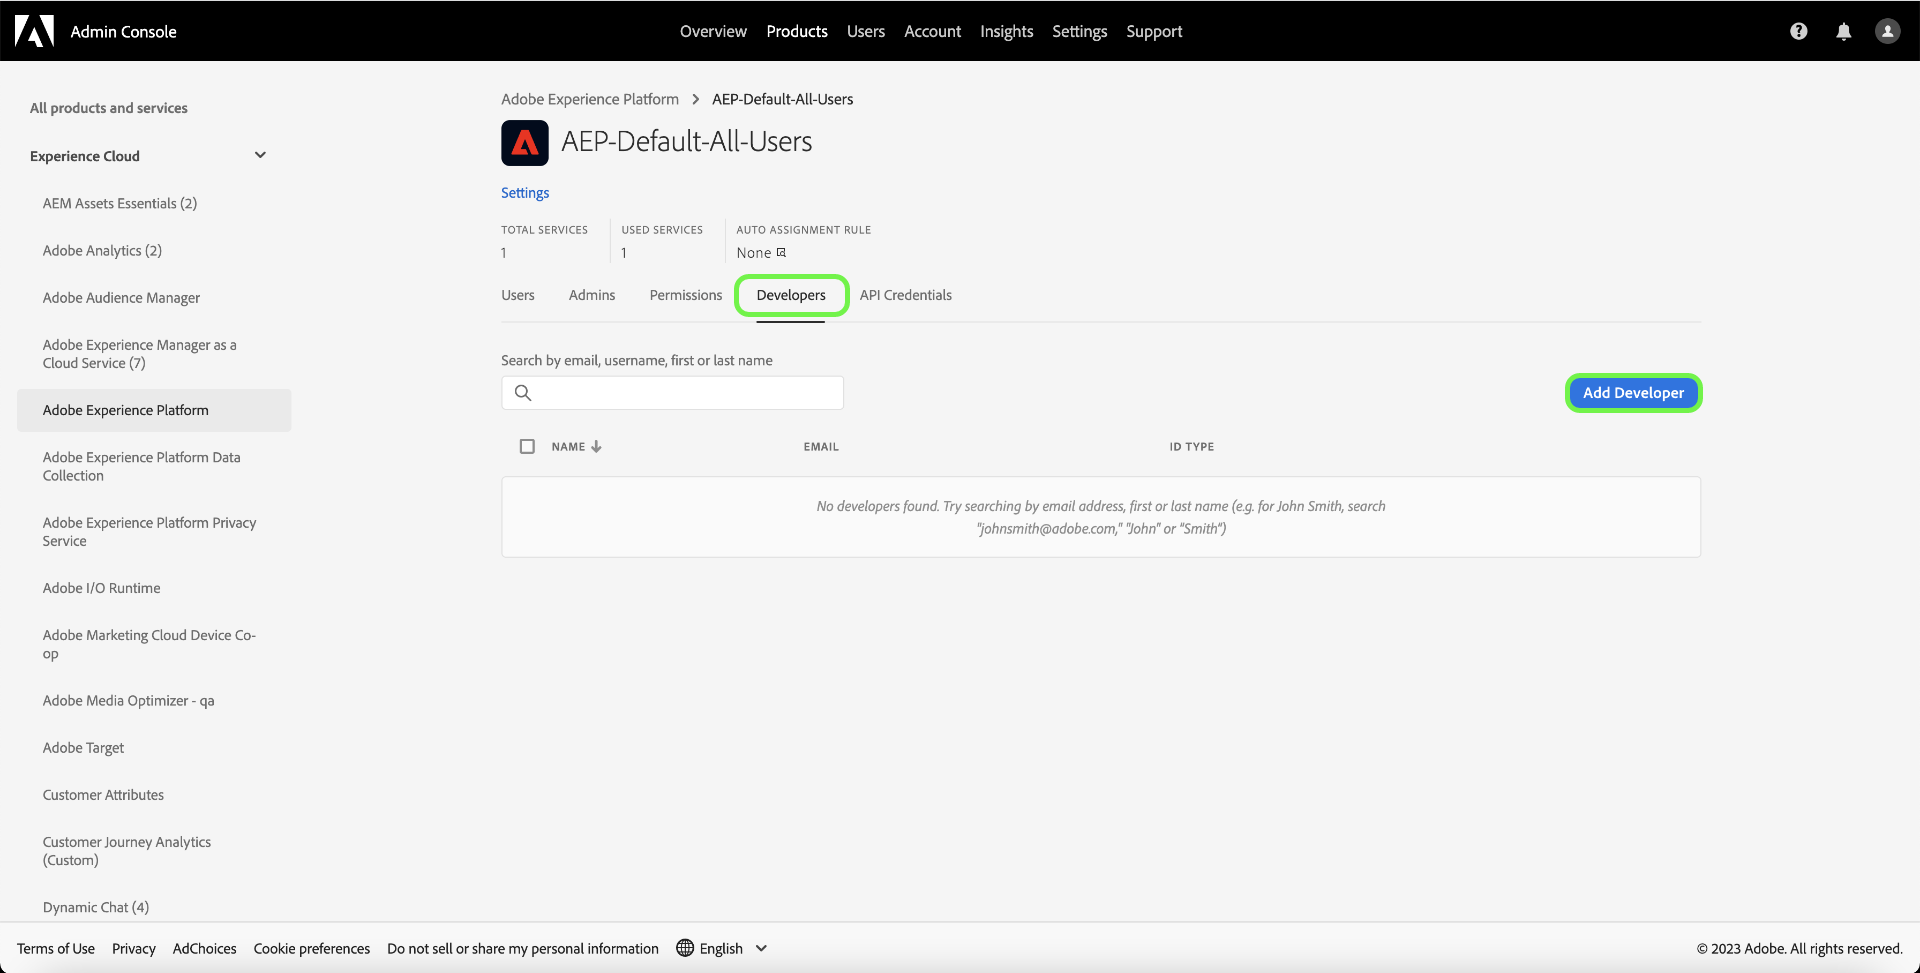 Admin Console
Overview Products Users Account Insights Settings Support
All products and services
Experience Cloud
AEM Assets Essentials (2)
Adobe Analytics (2)
Adobe Audience Manager
Adobe Experience Manager as a
Cloud Service (7)
Adobe Experience Platform
Adobe Experience Platform Data
Collection
Adobe Experience Platform Privacy
Service
Adobe I/O Runtime
Adobe Marketing Cloud Device Co-
op
Adobe Media Optimizer - qa
Adobe Target
Customer Attributes
Customer Journey Analytics
(Custom)
Dynamic Chat (4)
Adobe Experience Platform > AEP-Default-All-Users
AEP-Default-All-Users
Settings
TOTAL SERVICES USED SERVICES AUTO ASSIGNMENT RULE
1 1 None
Users Admins Permissions Developers API Credentials
Search by email, username, first or last name
Add Developer
NAME EMAIL ID TYPE
No developers found. Try searching by email address, first or last name (e.g. for John Smith, search
"johnsmith@adobe.com," "John" or "Smith")
Terms of Use Privacy AdChoices Cookie preferences Do not sell or share my personal information English © 2023 Adobe. All rights reserved.